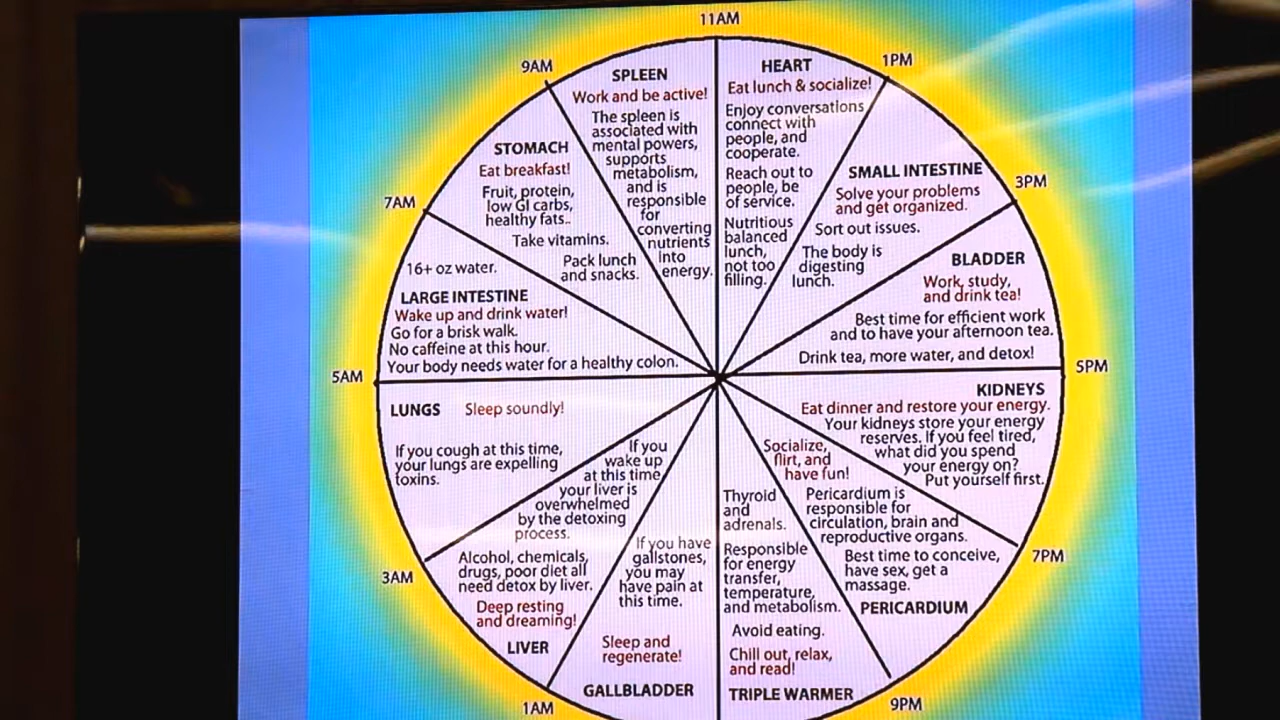 11AM
1PM
3PM
5PM
7PM
9PM
1AM
3AM
5AM
7AM
9AM
HEART
Eat lunch & socialize!
Enjoy conversations
connect with
people, and
cooperate.
Reach out to
people, be
of service.
Nutritious
balanced
lunch,
not too
filling.
SMALL INTESTINE
Solve your problems
and get organized.
Sort out issues.
The body is
digesting
lunch.
BLADDER
Work, study,
and drink tea!
Best time for efficient work
and to have your afternoon tea.
Drink tea, more water, and detox!
KIDNEYS
Eat dinner and restore your energy.
Your kidneys store your energy
reserves. If you feel tired,
what did you spend
your energy on?
Put yourself first.
Socialize,
flirt, and
have fun!
Pericardium is
responsible for
circulation, brain and
reproductive organs.
Best time to conceive,
have sex, get a
massage.
PERICARDIUM
Thyroid
and
adrenals.
Responsible
for energy
transfer,
temperature,
and metabolism.
Avoid eating.
Chill out, relax,
and read!
TRIPLE WARMER
If you have
gallstones,
you may
have pain at
this time.
Sleep and
regenerate!
GALLBLADDER
If you
wake up
at this time
your liver is
overwhelmed
by the detoxing
process.
Alcohol, chemicals,
drugs, poor diet all
need detox by liver.
Deep resting
and dreaming!
LIVER
LUNGS Sleep soundly!
If you cough at this time,
your lungs are expelling
toxins.
16+ oz water.
LARGE INTESTINE
Wake up and drink water!
Go for a brisk walk.
No caffeine at this hour.
Your body needs water for a healthy colon.
STOMACH
Eat breakfast!
Fruit, protein,
low GI carbs,
healthy fats..
Take vitamins.
Pack lunch
and snacks.
SPLEEN
Work and be active!
The spleen is
associated with
mental powers,
supports
metabolism,
and is
responsible
for
converting
nutrients
into
energy.